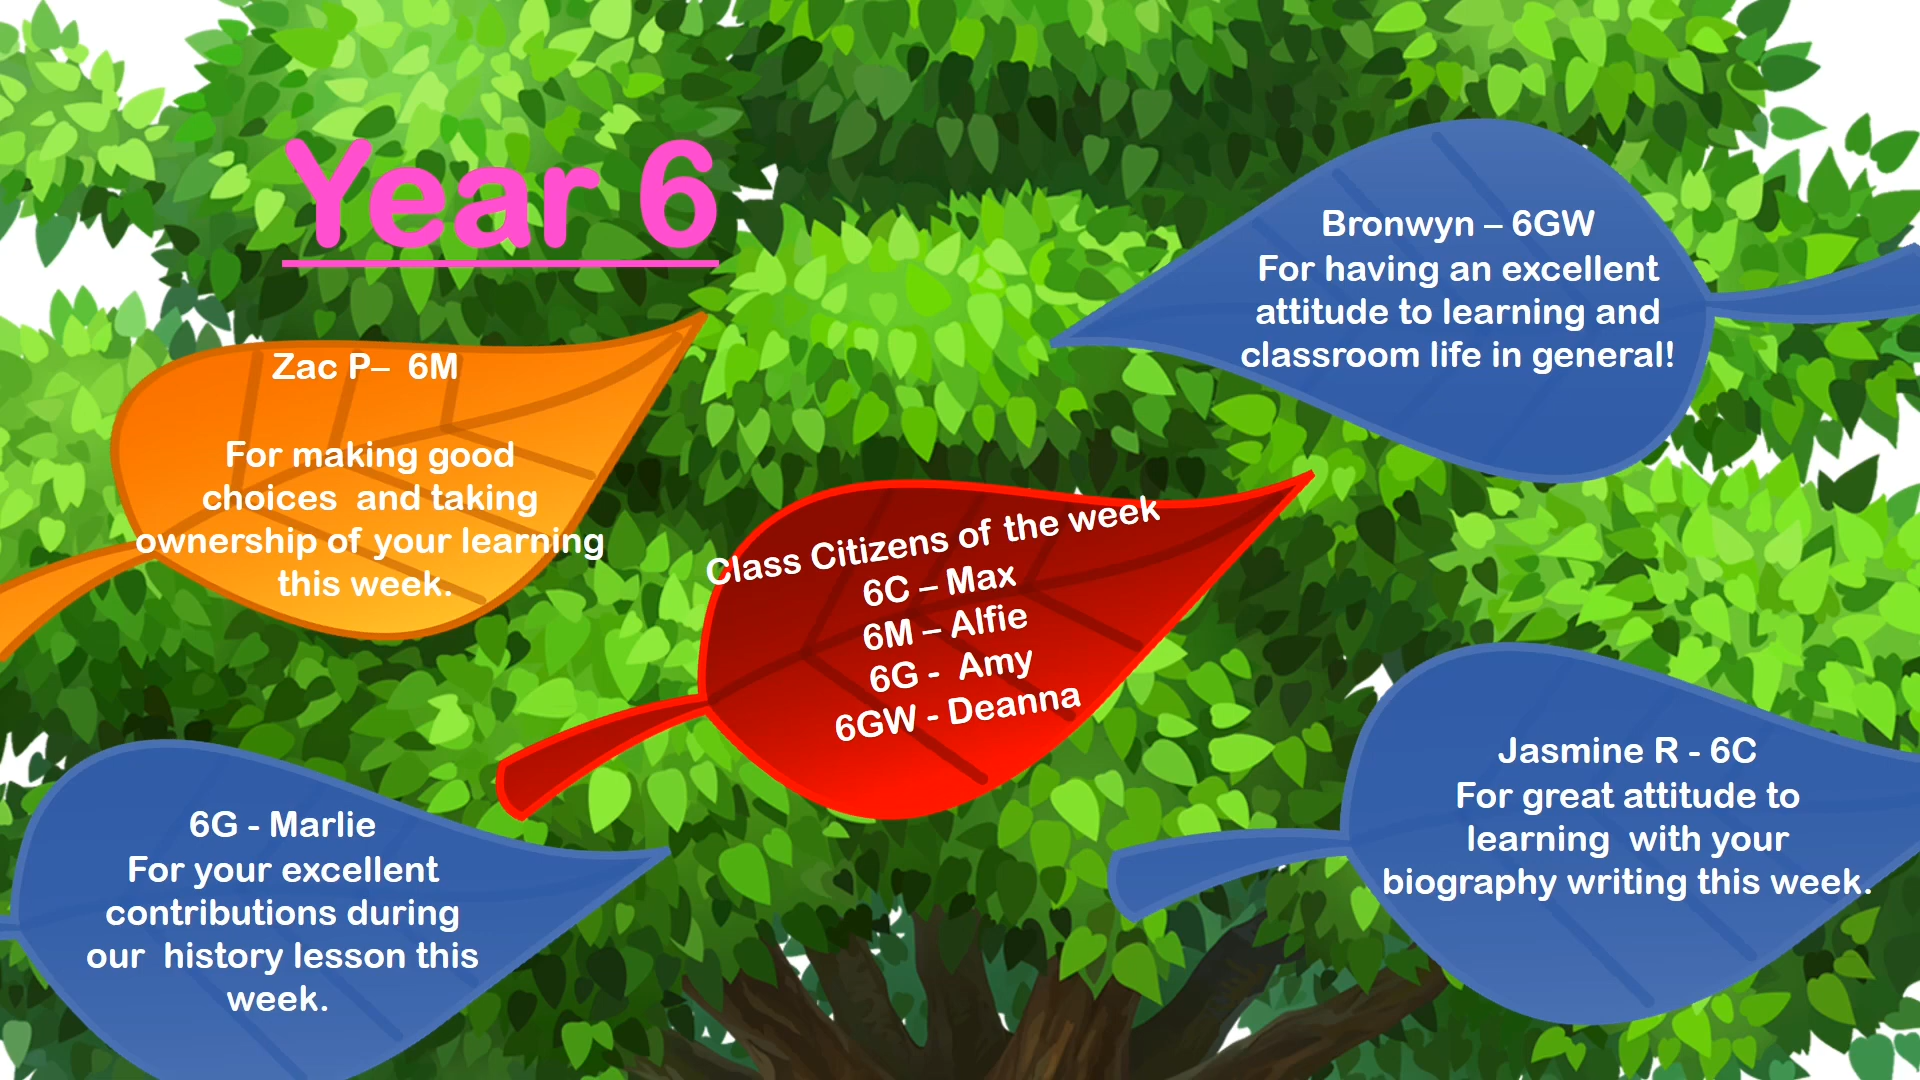 Year 6
Zac P–  6M
For making good
choices  and taking
ownership of your learning
this week.
Bronwyn – 6GW
For having an excellent
attitude to learning and
classroom life in general!
Class Citizens of the week
6C – Max
6M – Alfie
6G -  Amy
6GW - Deanna
6G - Marlie
For your excellent
contributions during
our  history lesson this
week.
Jasmine R - 6C
For great attitude to
learning  with your
biography writing this week.